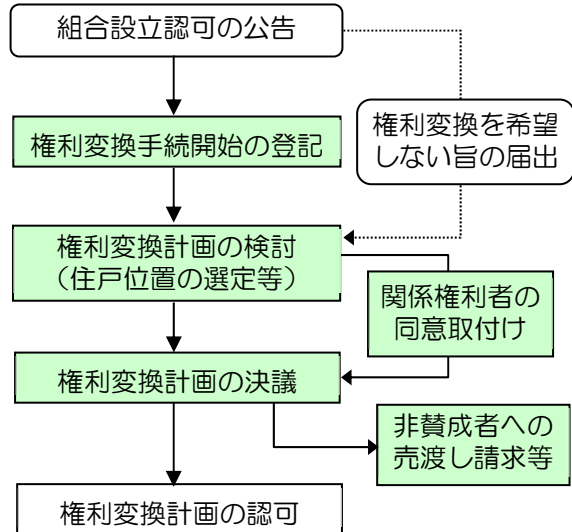 組合設立認可の公告
権利変換手続開始の登記
権利変換を希望
しない旨の届出
権利変換計画の検討
（住戸位置の選定等）
関係権利者の
同意取付け
権利変換計画の決議
非賛成者への
売渡し請求等
権利変換計画の認可